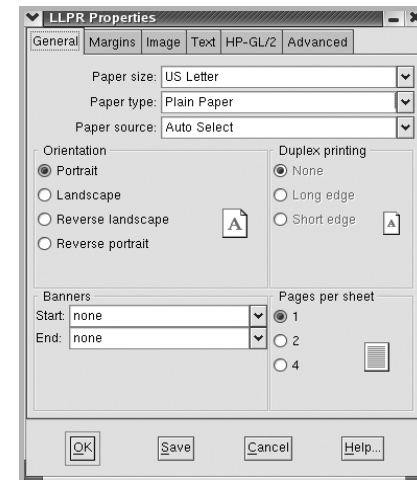 LLPR Properties
General Margins Image Text HP-GL/2 Advanced
Paper size: US Letter
Paper type: Plain Paper
Paper source: Auto Select
Orientation
Portrait
Landscape
Reverse landscape
Reverse portrait
A
Duplex printing
None
Long edge
Short edge
A
Banners
Start: none
End: none
Pages per sheet
1
2
4
OK Save Cancel Help...